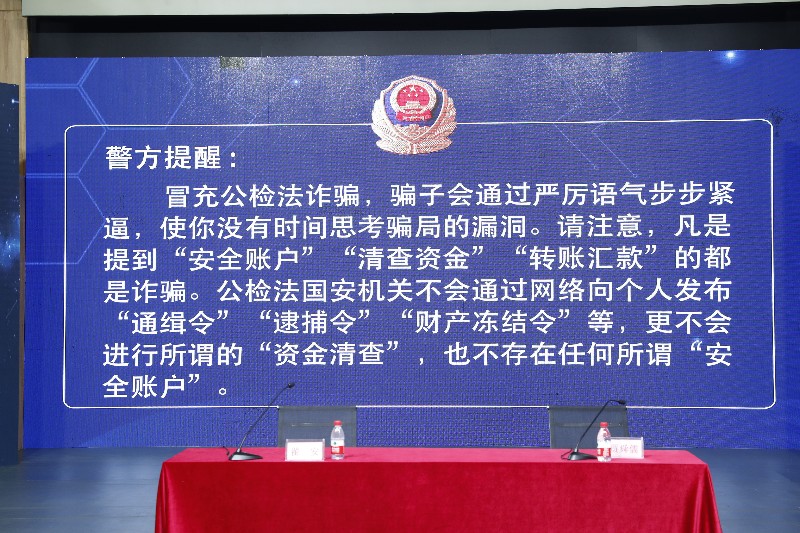 警方提醒：
冒充公检法诈骗，骗子会通过严厉语气步步紧
逼，使你没有时间思考骗局的漏洞。请注意，凡是
提到“安全账户”“清查资金”“转账汇款”的都
是诈骗。公检法国安机关不会通过网络向个人发布
“通缉令”“逮捕令”“财产冻结令”等，更不会
进行所谓的“资金清查”，也不存在任何所谓“安
全账户”。